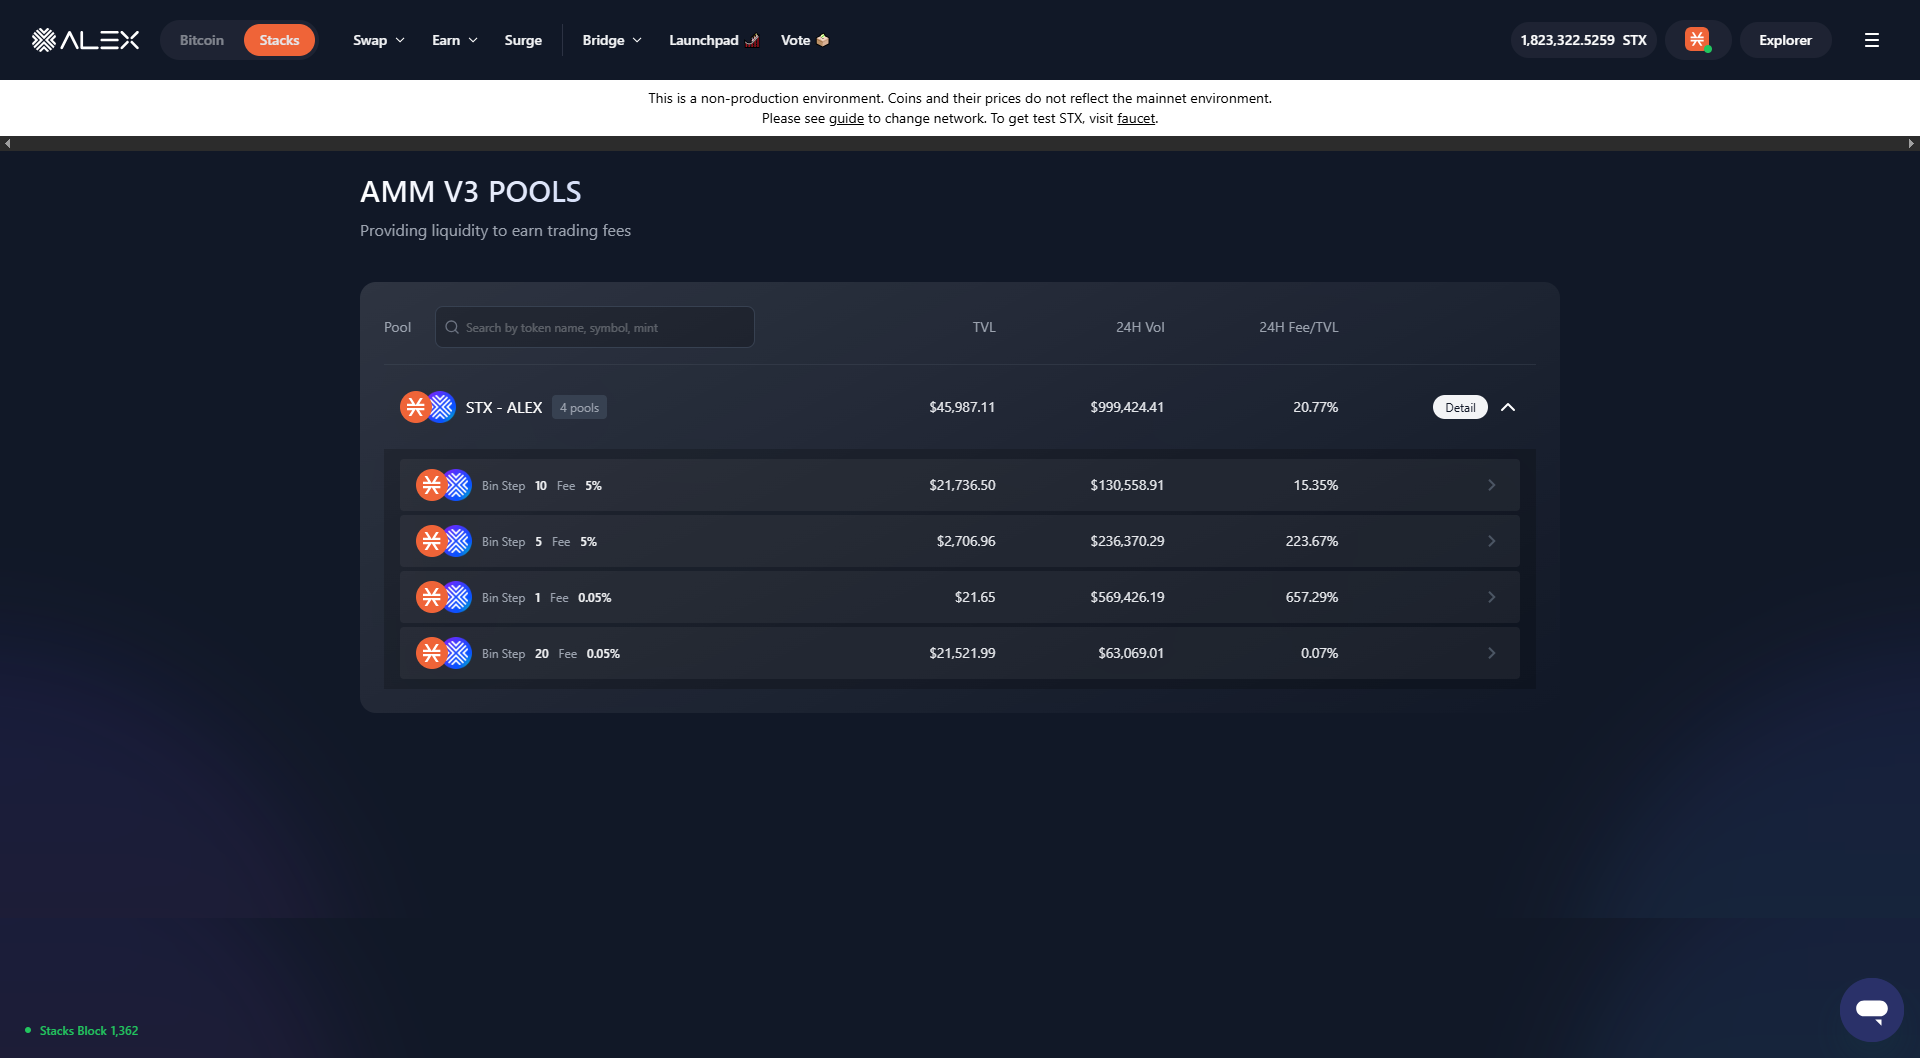 ALEX
Bitcoin
Stacks
Swap
Earn
Surge
Bridge
Launchpad
Vote
1,823,322.5259 STX
Explorer
This is a non-production environment. Coins and their prices do not reflect the mainnet environment.
Please see guide to change network. To get test STX, visit faucet.
AMM V3 POOLS
Providing liquidity to earn trading fees
Pool
Search by token name, symbol, mint
TVL
24H Vol
24H Fee/TVL
STX - ALEX 4 pools $45,987.11 $999,424.41 20.77% Detail
Bin Step 10 Fee 5% $21,736.50 $130,558.91 15.35%
Bin Step 5 Fee 5% $2,706.96 $236,370.29 223.67%
Bin Step 1 Fee 0.05% $21.65 $569,426.19 657.29%
Bin Step 20 Fee 0.05% $21,521.99 $63,069.01 0.07%
Stacks Block 1,362